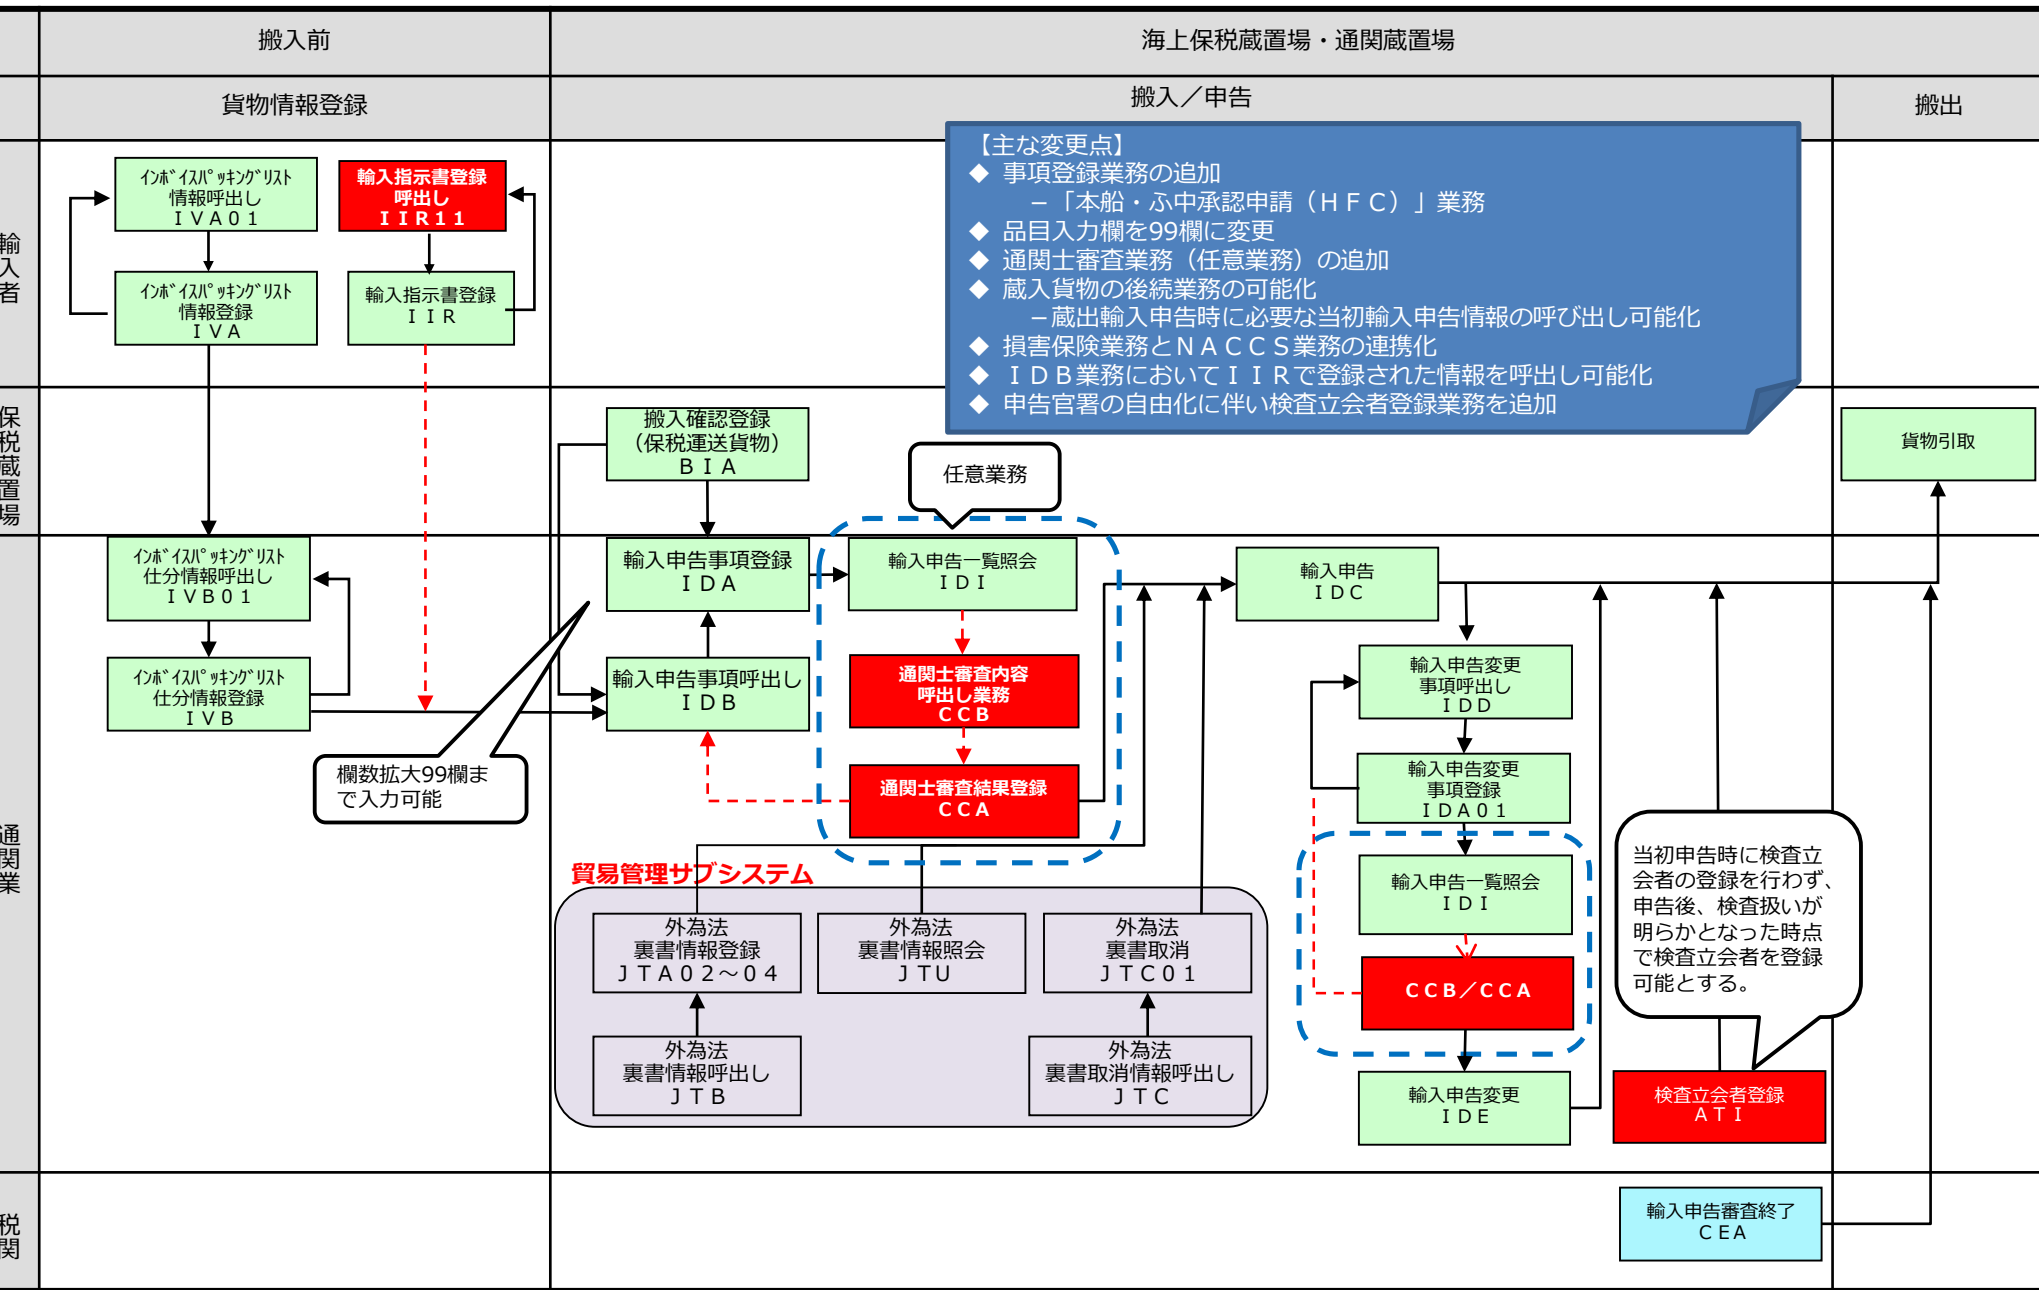 搬入前
海上保税蔵置場・通関蔵置場
貨物情報登録
搬入／申告
搬出
輸入者
保税蔵置場
通関業
税関
ｲﾝﾎﾞｲｽﾊﾟｯｷﾝｸﾞﾘｽﾄ
情報呼出し
ＩＶＡ０１
輸入指示書登録
呼出し
ＩＩＲ11
ｲﾝﾎﾞｲｽﾊﾟｯｷﾝｸﾞﾘｽﾄ
情報登録
ＩＶＡ
輸入指示書登録
ＩＩＲ
【主な変更点】
◆ 事項登録業務の追加
－「本船・ふ中承認申請（ＨＦＣ）」業務
◆ 品目入力欄を99欄に変更
◆ 通関士審査業務（任意業務）の追加
◆ 蔵入貨物の後続業務の可能化
－蔵出輸入申告時に必要な当初輸入申告情報の呼び出し可能化
◆ 損害保険業務とＮＡＣＣＳ業務の連携化
◆ ＩＤＢ業務においてＩＩＲで登録された情報を呼出し可能化
◆ 申告官署の自由化に伴い検査立会者登録業務を追加
搬入確認登録
（保税運送貨物）
ＢＩＡ
任意業務
貨物引取
ｲﾝﾎﾞｲｽﾊﾟｯｷﾝｸﾞﾘｽﾄ
仕分情報呼出し
ＩＶＢ０１
ｲﾝﾎﾞｲｽﾊﾟｯｷﾝｸﾞﾘｽﾄ
仕分情報登録
ＩＶＢ
輸入申告事項登録
ＩＤＡ
輸入申告事項呼出し
ＩＤＢ
欄数拡大99欄ま
で入力可能
輸入申告一覧照会
ＩＤＩ
通関士審査内容
呼出し業務
ＣＣＢ
通関士審査結果登録
ＣＣＡ
輸入申告
ＩＤＣ
輸入申告変更
事項呼出し
ＩＤＤ
輸入申告変更
事項登録
ＩＤＡ０１
輸入申告一覧照会
ＩＤＩ
ＣＣＢ／ＣＣＡ
輸入申告変更
ＩＤＥ
貿易管理サブシステム
外為法
裏書情報登録
ＪＴＡ０２～０４
外為法
裏書情報照会
ＪＴＵ
外為法
裏書取消
ＪＴＣ０１
外為法
裏書情報呼出し
ＪＴＢ
外為法
裏書取消情報呼出し
ＪＴＣ
当初申告時に検査立
会者の登録を行わず、
申告後、検査扱いが
明らかとなった時点
で検査立会者を登録
可能とする。
検査立会者登録
ＡＴＩ
輸入申告審査終了
ＣＥＡ